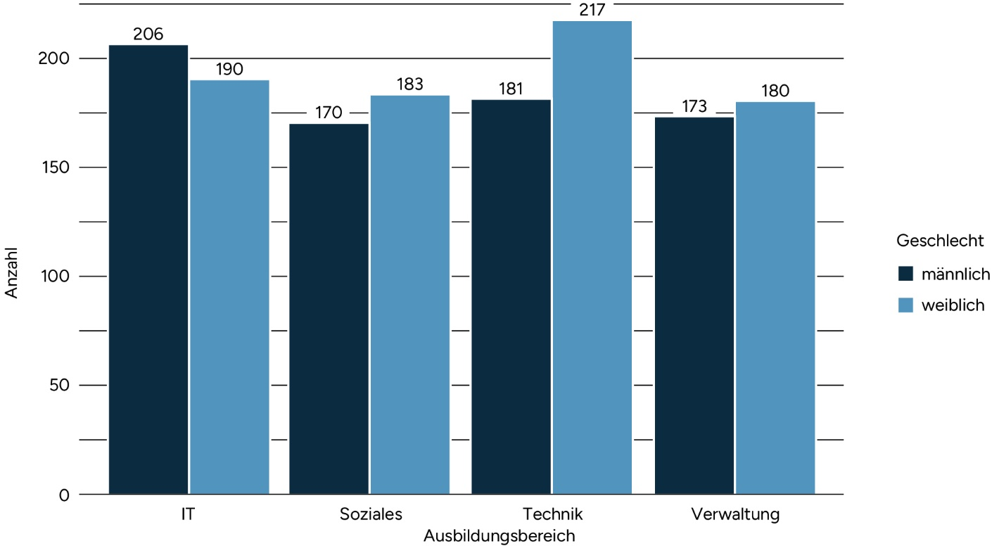 217
206
200
190
183
181
180
170
173
150
100
50
0
Anzahl
IT
Soziales
Technik
Verwaltung
Ausbildungsbereich
Geschlecht
männlich
weiblich